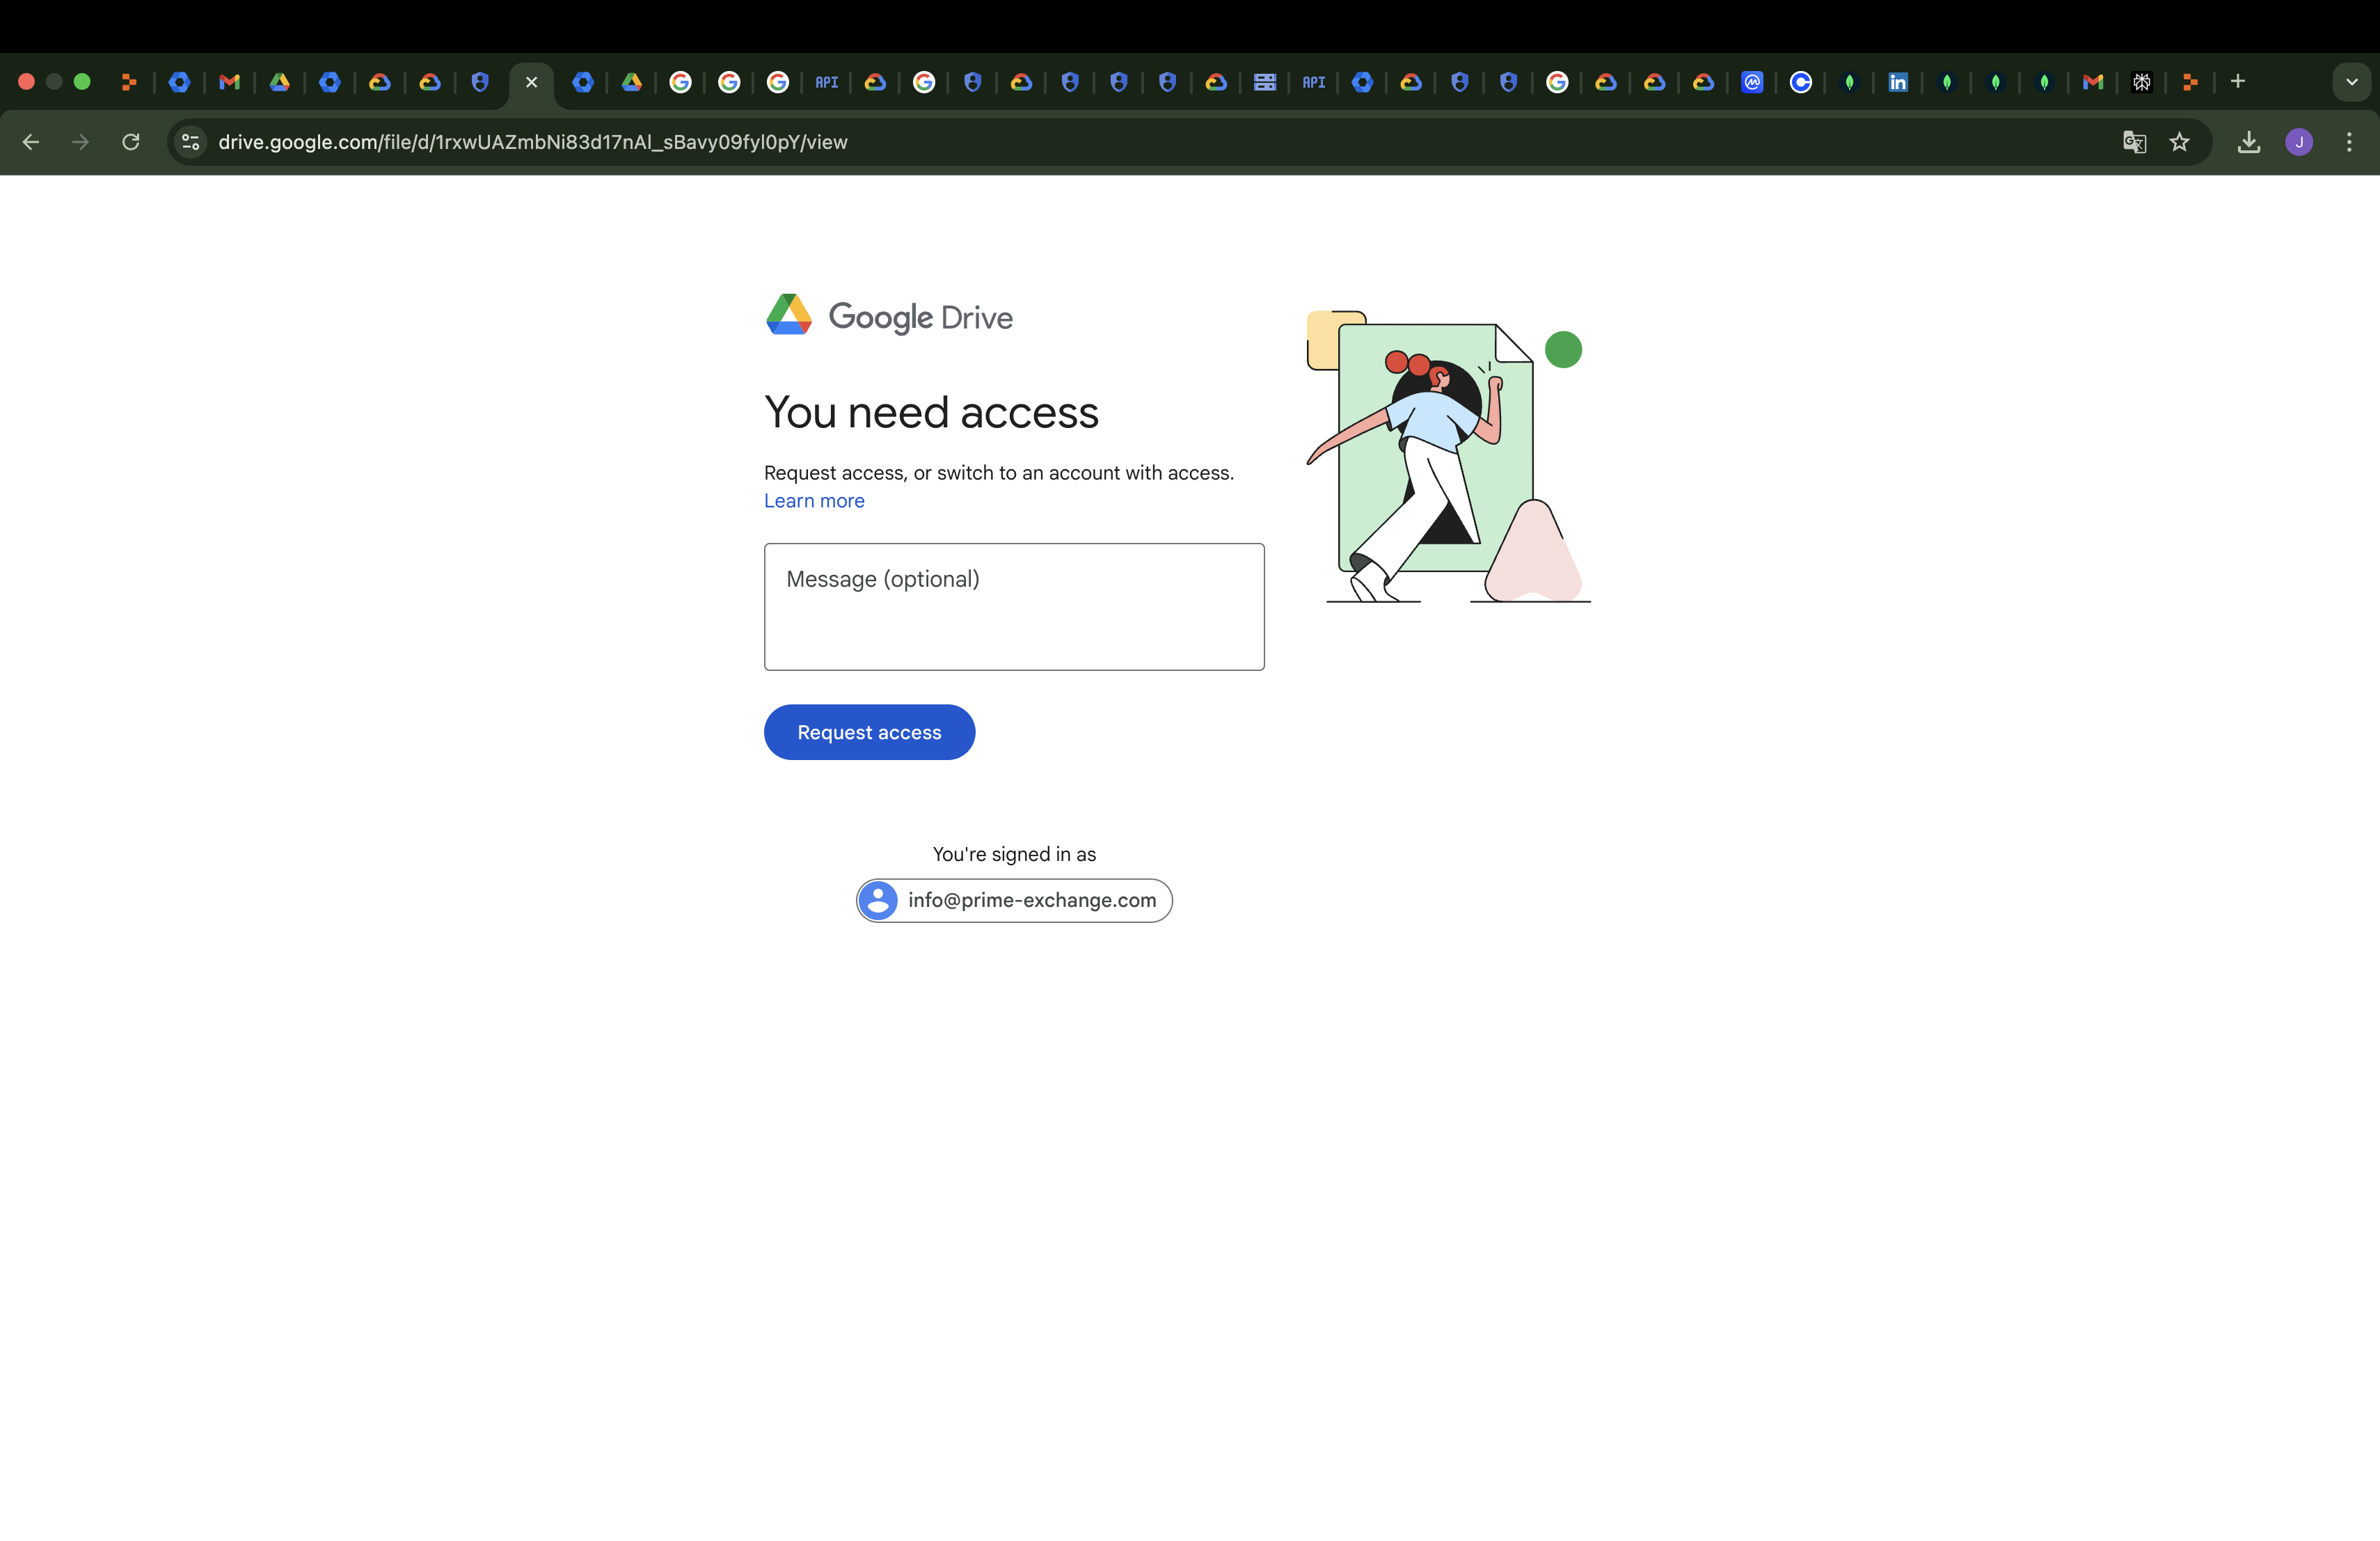 API
API
drive.google.com/file/d/1rxwUAZmbNi83d17nAl_sBavy09fyl0pY/view
J
Google Drive
You need access
Request access, or switch to an account with access.
Learn more
Message (optional)
Request access
You're signed in as
info@prime-exchange.com